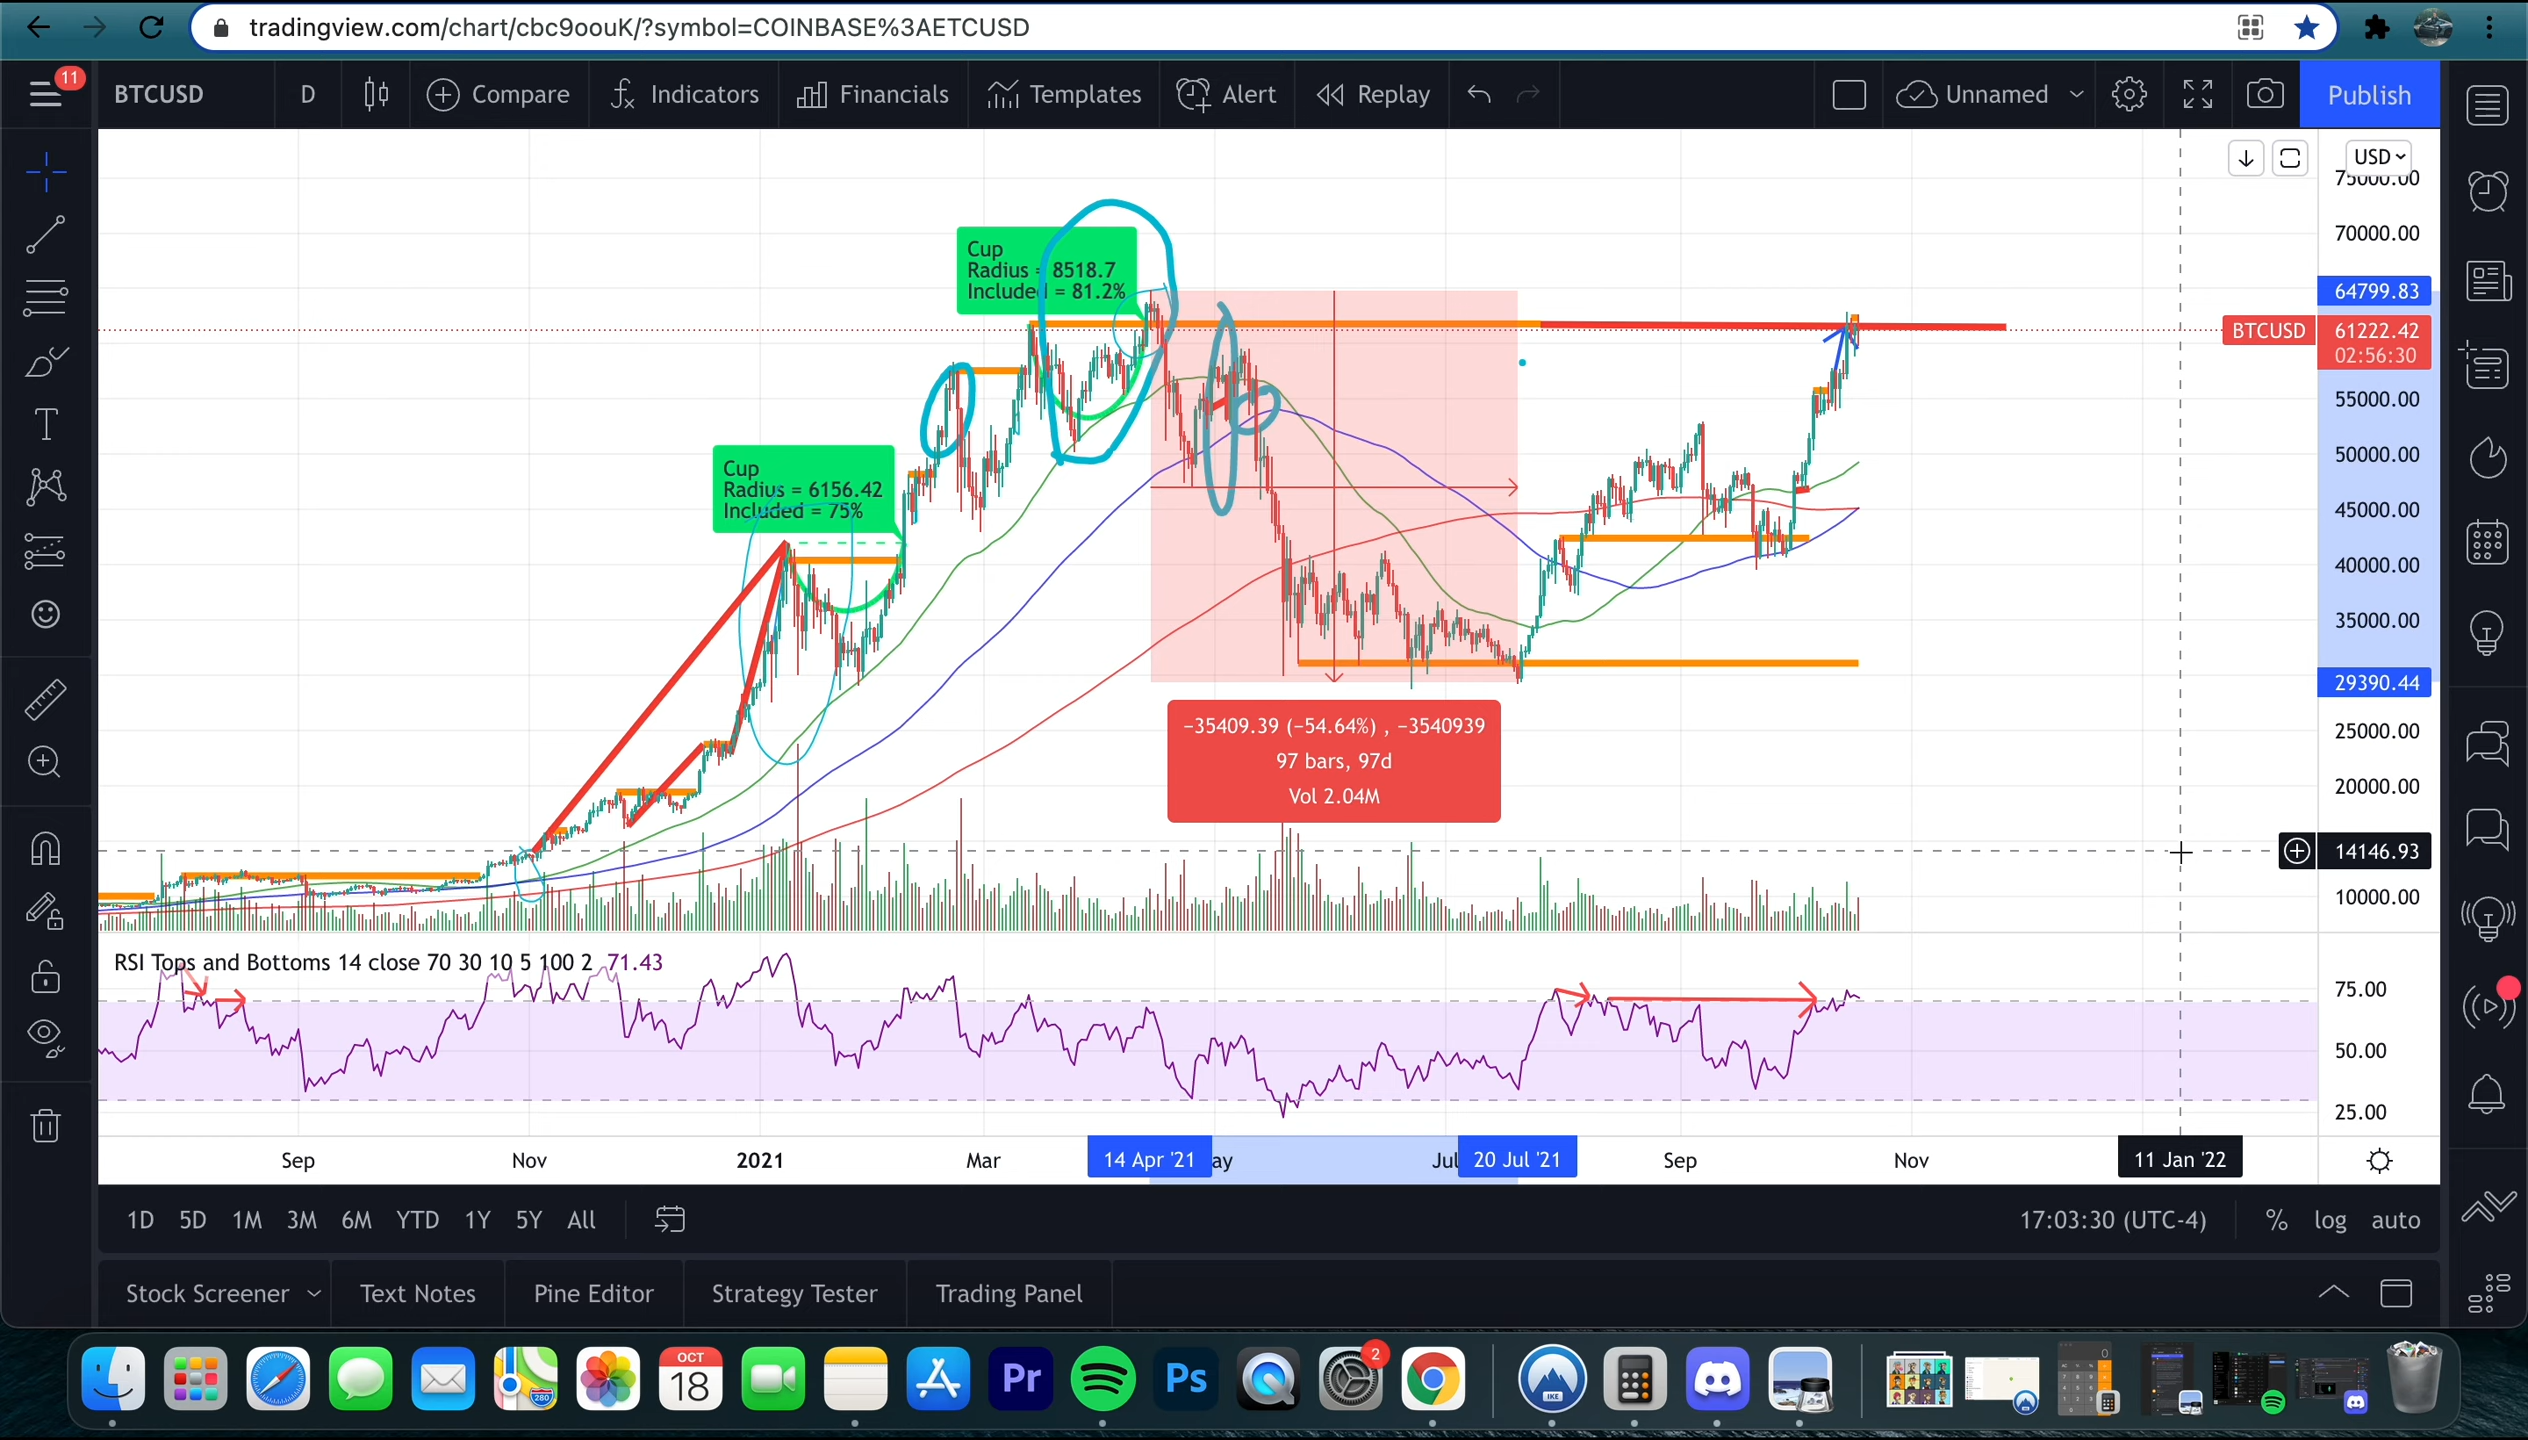 tradingview.com/chart/cbc9oouK/?symbol=COINBASE%3AETCUSD
11
BTCUSD D Compare Indicators Financials Templates Alert Replay Unnamed Publish
USD
75000.00
70000.00
64799.83
BTCUSD 61222.42
02:56:30
55000.00
50000.00
45000.00
40000.00
35000.00
29390.44
25000.00
20000.00
14146.93
10000.00
Cup
Radius = 8518.7
Included = 81.2%
Cup
Radius = 6156.42
Included = 75%
−35409.39 (−54.64%) , −3540939
97 bars, 97d
Vol 2.04M
RSI Tops and Bottoms 14 close 70 30 10 5 100 2 71.43
75.00
50.00
25.00
Sep Nov 2021 Mar 14 Apr '21 ay Jul 20 Jul '21 Sep Nov 11 Jan '22
1D 5D 1M 3M 6M YTD 1Y 5Y All 17:03:30 (UTC-4) % log auto
Stock Screener Text Notes Pine Editor Strategy Tester Trading Panel
OCT
18
280
Pr
Ps
2
IKE